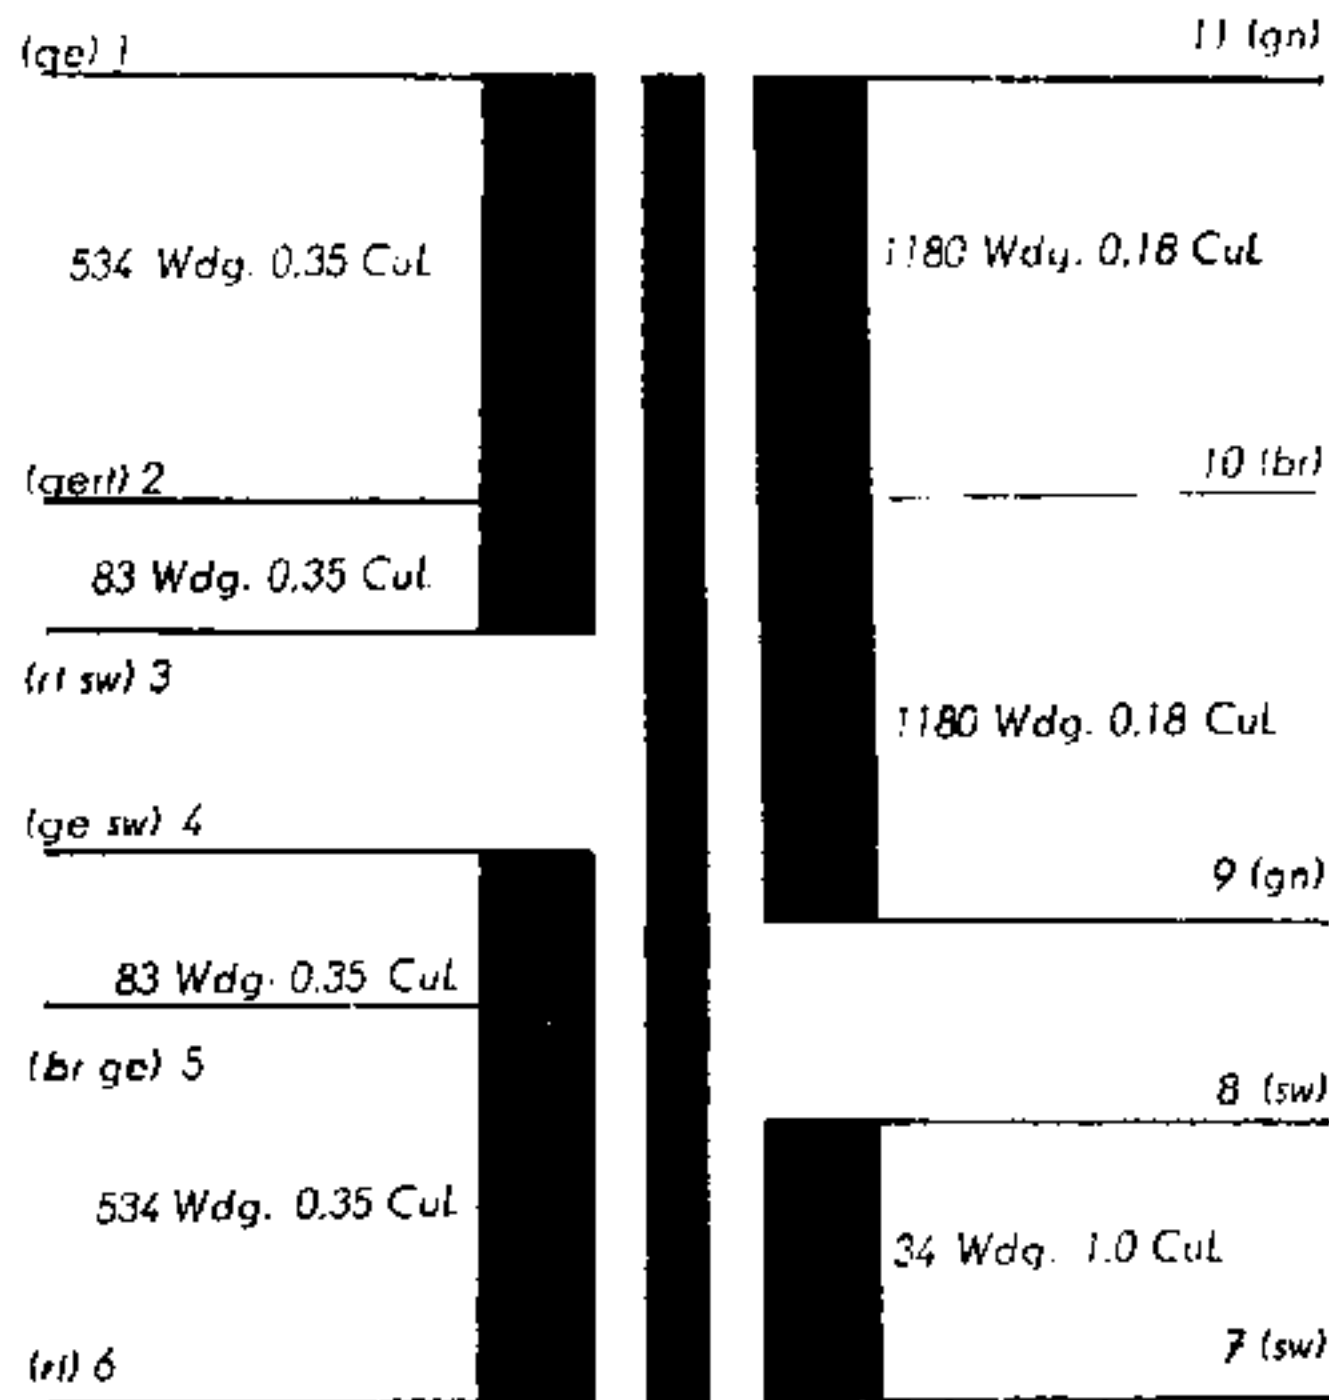 (ge) 1
534 Wdg. 0.35 CuL
(gert) 2
83 Wdg. 0.35 CuL
(rt sw) 3
(ge sw) 4
83 Wdg. 0.35 CuL
(br ge) 5
534 Wdg. 0.35 CuL
(rt) 6
11 (gn)
1180 Wdg. 0.18 CuL
10 (br)
1180 Wdg. 0.18 CuL
9 (gn)
8 (sw)
34 Wdg. 1.0 CuL
7 (sw)